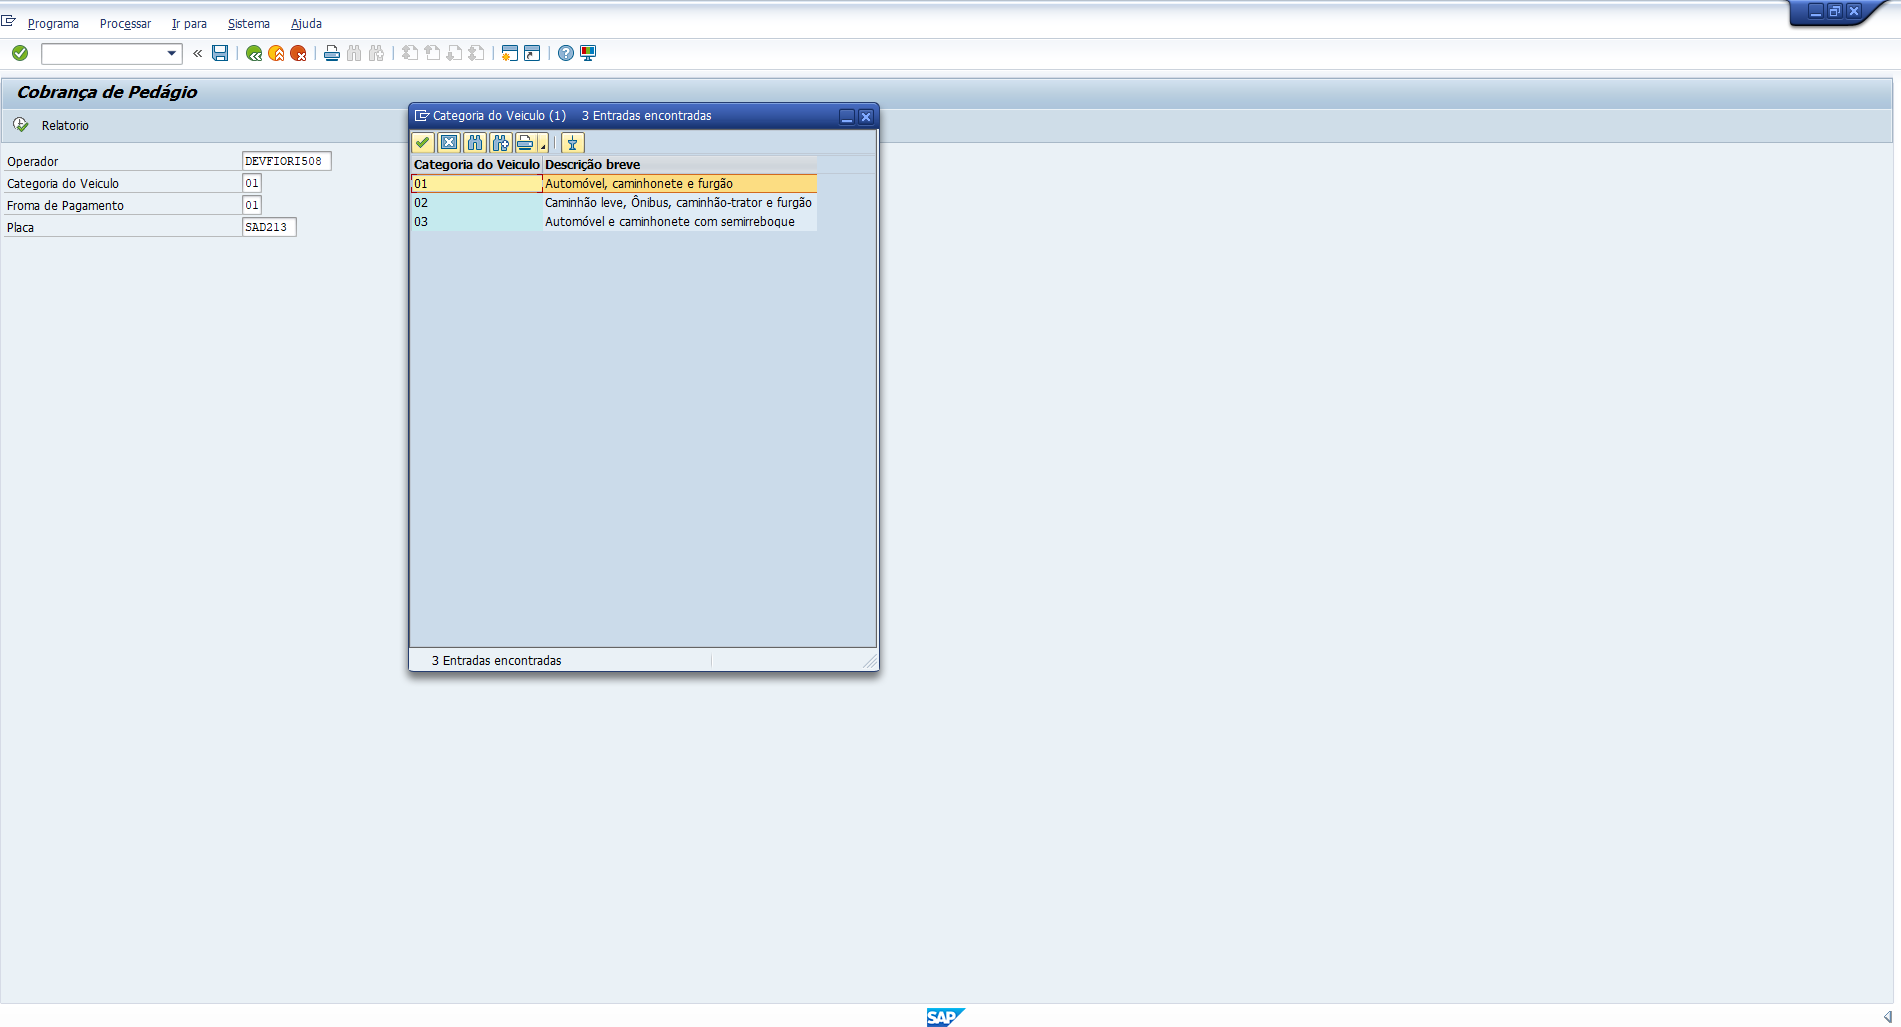 Programa Processar Ir para Sistema Ajuda
Cobrança de Pedágio
Relatorio
Operador DEVFIORI508
Categoria do Veiculo 01
Froma de Pagamento 01
Placa SAD213
Categoria do Veiculo (1) 3 Entradas encontradas
Categoria do Veiculo Descrição breve
01 Automóvel, caminhonete e furgão
02 Caminhão leve, Ônibus, caminhão-trator e furgão
03 Automóvel e caminhonete com semirreboque
3 Entradas encontradas
SAP